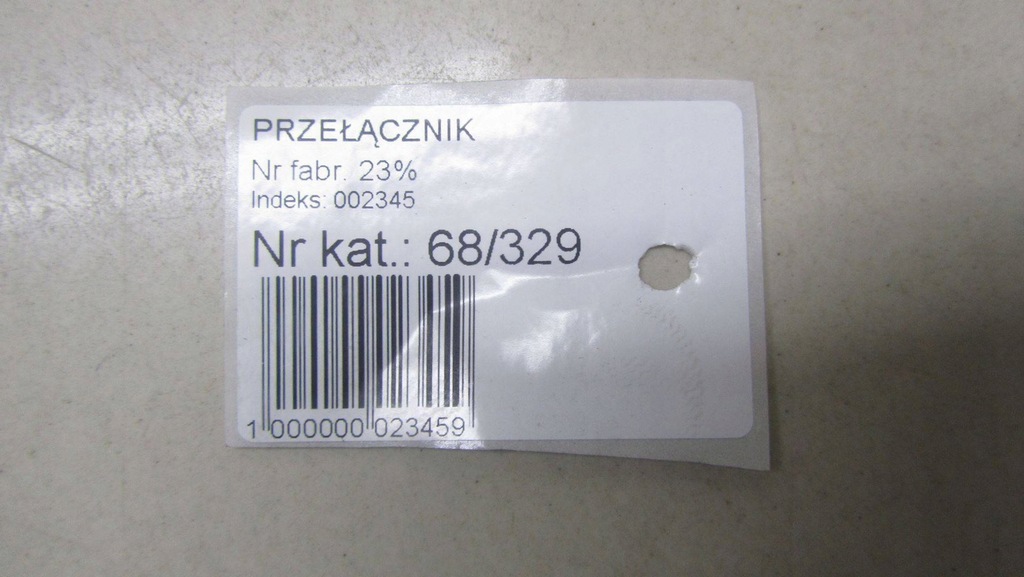 PRZEŁĄCZNIK
Nr fabr. 23%
Indeks: 002345
Nr kat.: 68/329
1 000000 023459